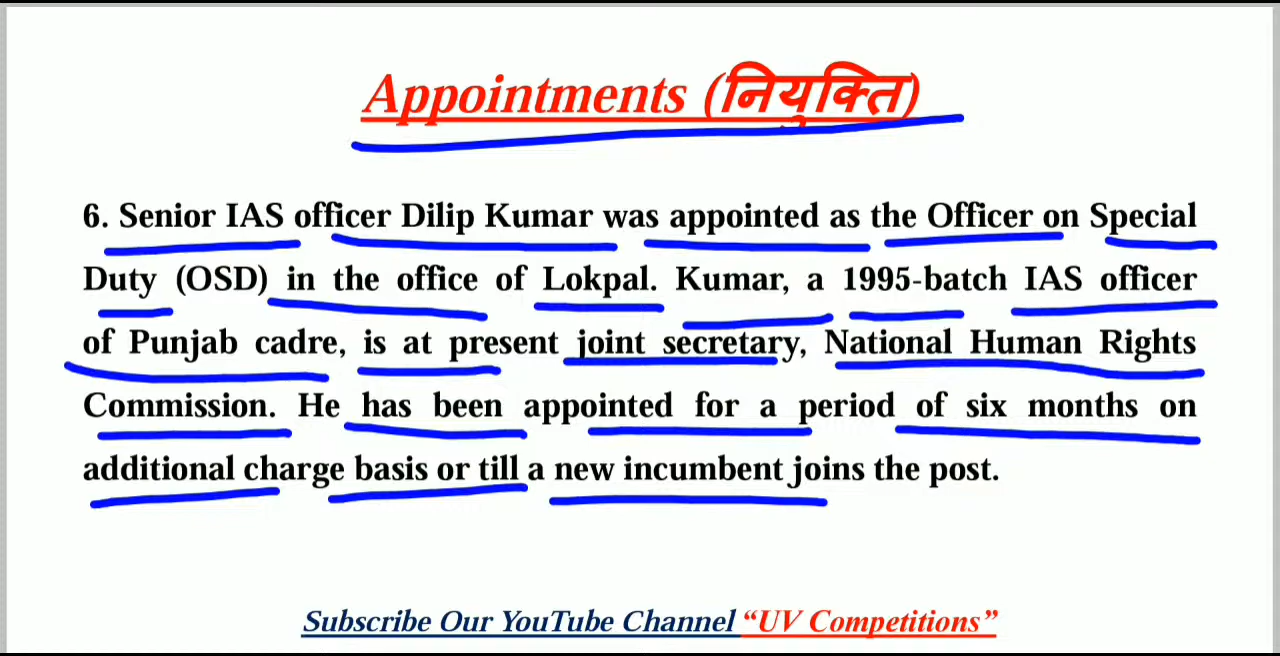 Appointments (नियुक्ति)
6. Senior IAS officer Dilip Kumar was appointed as the Officer on Special
Duty (OSD) in the office of Lokpal. Kumar, a 1995-batch IAS officer
of Punjab cadre, is at present joint secretary, National Human Rights
Commission. He has been appointed for a period of six months on
additional charge basis or till a new incumbent joins the post.
Subscribe Our YouTube Channel “UV Competitions”